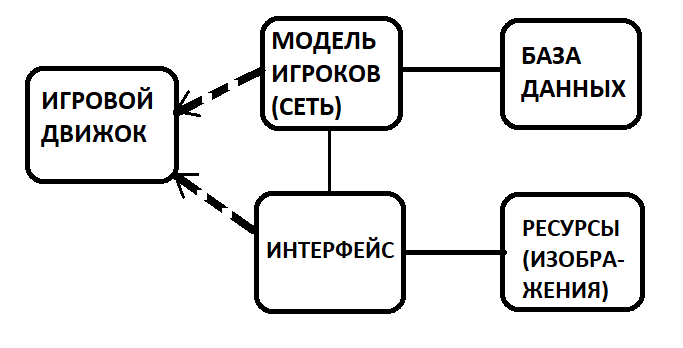 ИГРОВОЙ
ДВИЖОК
МОДЕЛЬ
ИГРОКОВ
(СЕТЬ)
БАЗА
ДАННЫХ
ИНТЕРФЕЙС
РЕСУРСЫ
(ИЗОБРА-
ЖЕНИЯ)